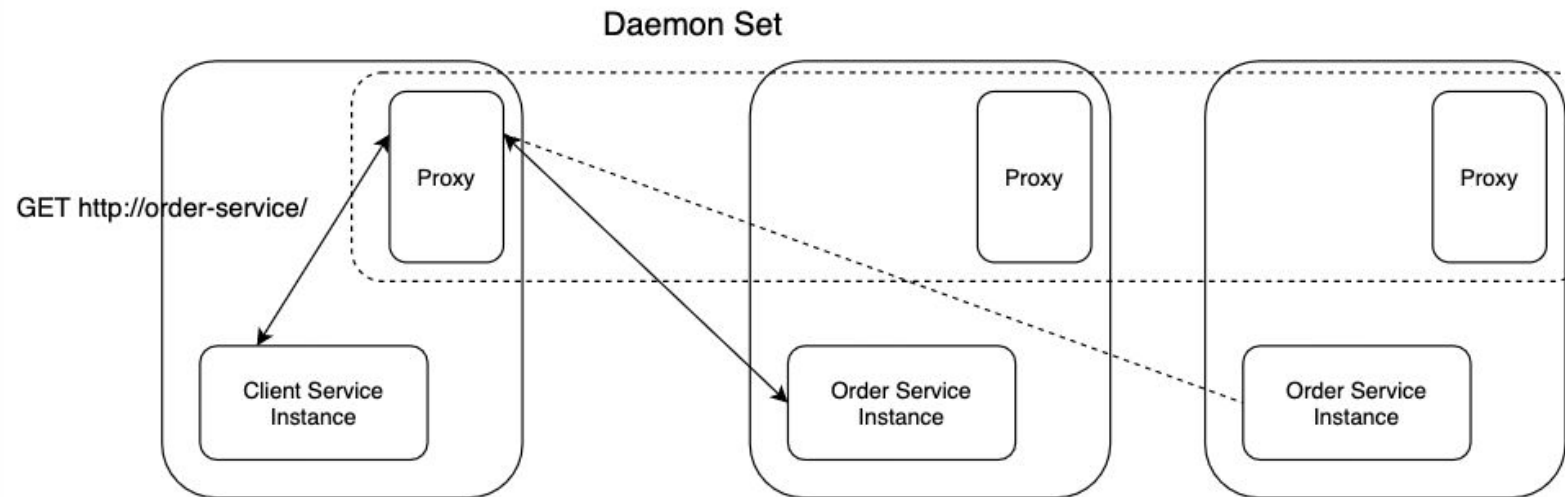 Daemon Set
Proxy
Proxy
Proxy
GET http://order-service/
Client Service
Instance
Order Service
Instance
Order Service
Instance